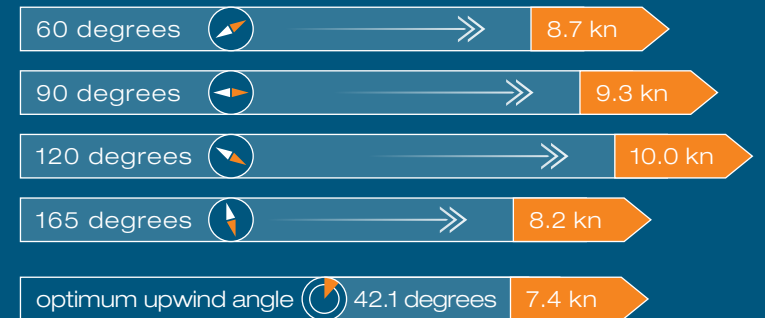 60 degrees 8.7 kn
90 degrees 9.3 kn
120 degrees 10.0 kn
165 degrees 8.2 kn
optimum upwind angle 42.1 degrees 7.4 kn